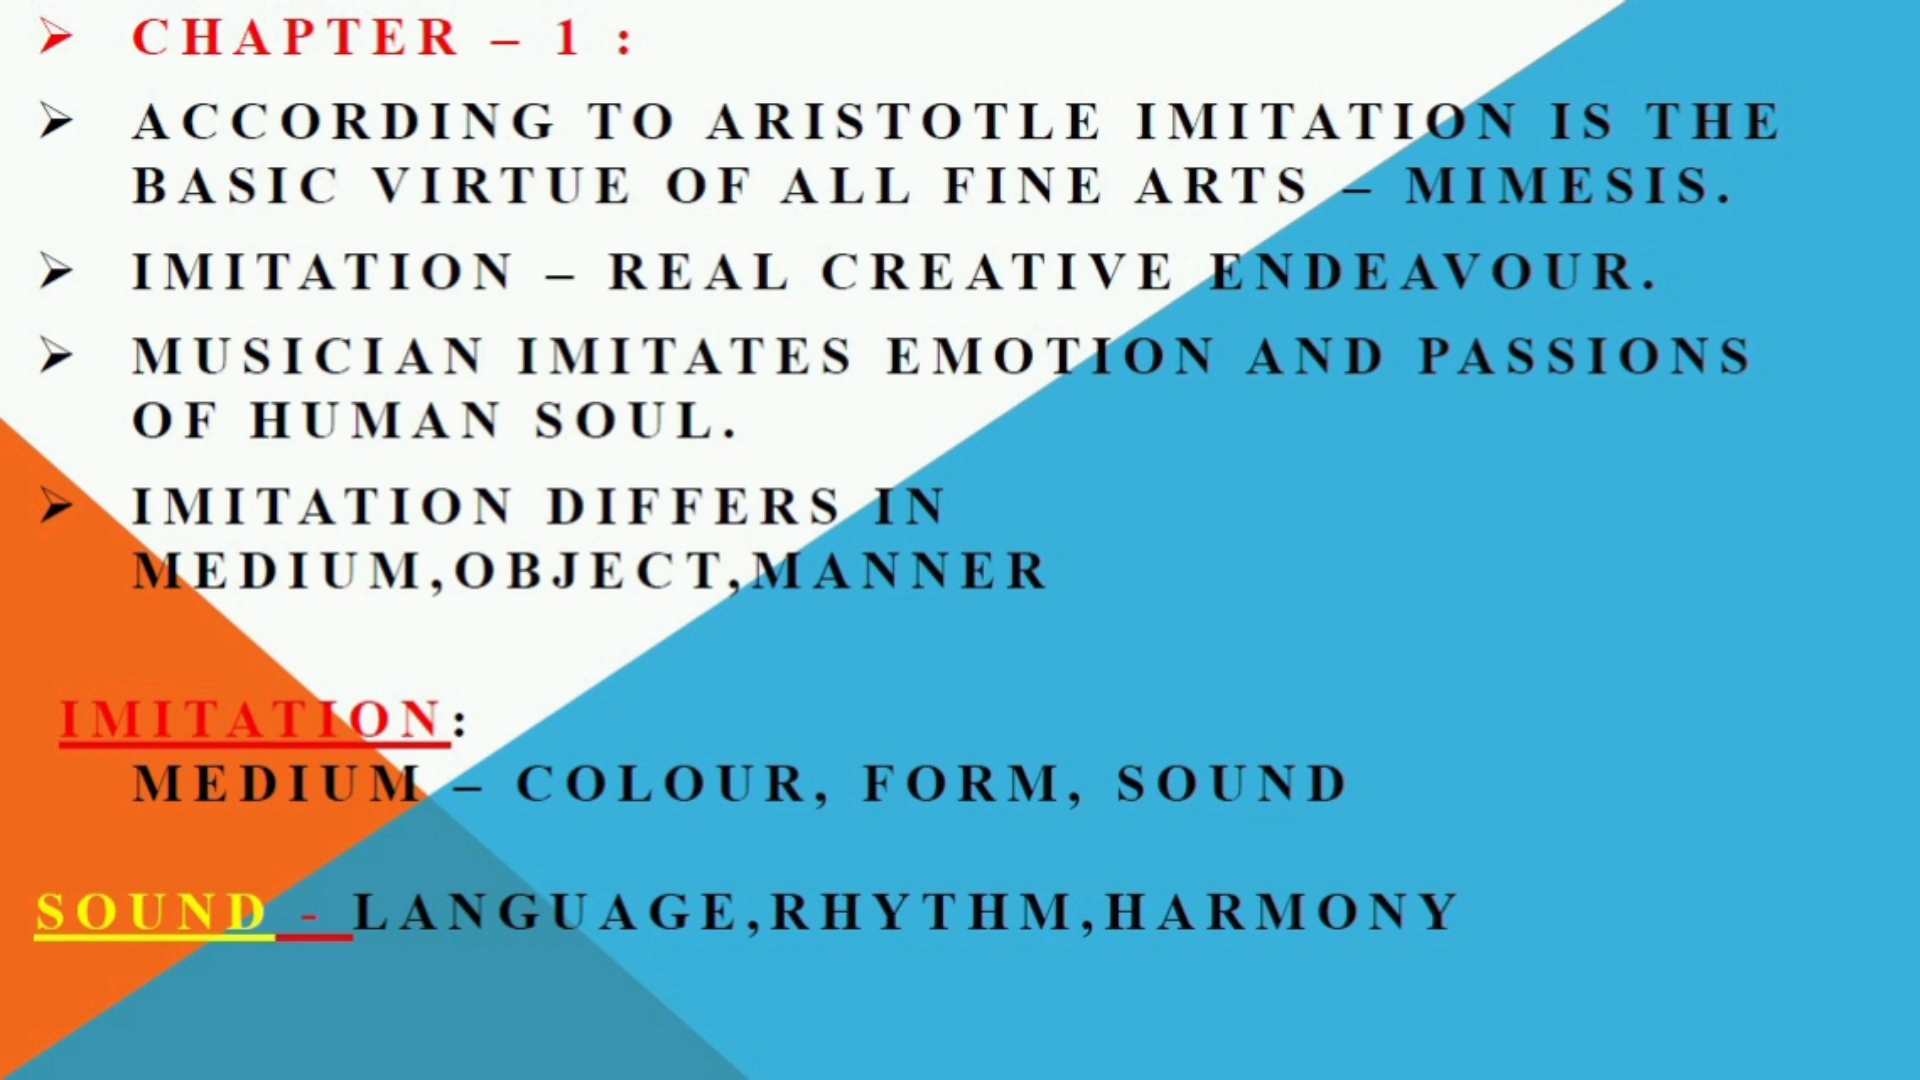 CHAPTER – 1 :
ACCORDING TO ARISTOTLE IMITATION IS THE
BASIC VIRTUE OF ALL FINE ARTS – MIMESIS.
IMITATION – REAL CREATIVE ENDEAVOUR.
MUSICIAN IMITATES EMOTION AND PASSIONS
OF HUMAN SOUL.
IMITATION DIFFERS IN
MEDIUM,OBJECT,MANNER
IMITATION:
MEDIUM – COLOUR, FORM, SOUND
SOUND - LANGUAGE,RHYTHM,HARMONY